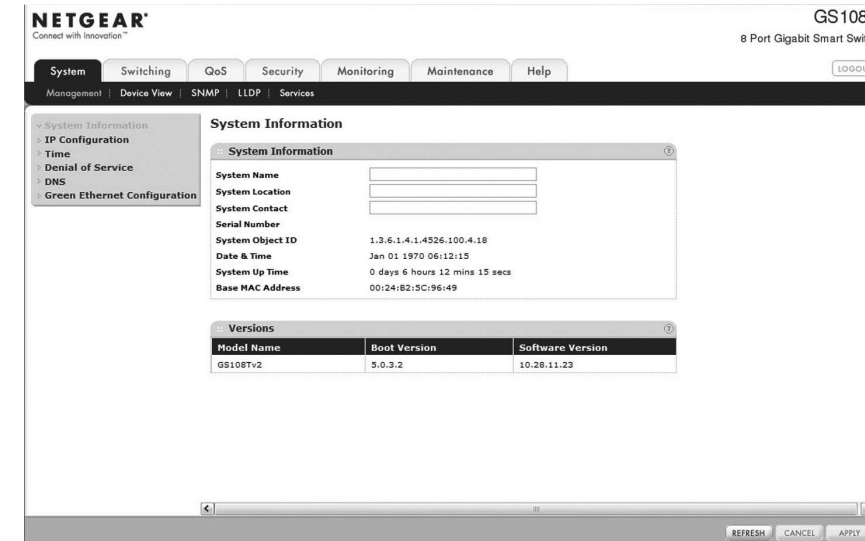 NETGEAR®
Connect with Innovation™
GS108
8 Port Gigabit Smart Swit
System Switching QoS Security Monitoring Maintenance Help
LOGOU
Management | Device View | SNMP | LLDP | Services
System Information
IP Configuration
Time
Denial of Service
DNS
Green Ethernet Configuration
System Information
System Information
System Name
System Location
System Contact
Serial Number
System Object ID 1.3.6.1.4.1.4526.100.4.18
Date & Time Jan 01 1970 06:12:15
System Up Time 0 days 6 hours 12 mins 15 secs
Base MAC Address 00:24:B2:5C:96:49
Versions
Model Name Boot Version Software Version
GS108Tv2 5.0.3.2 10.28.11.23
REFRESH CANCEL APPLY